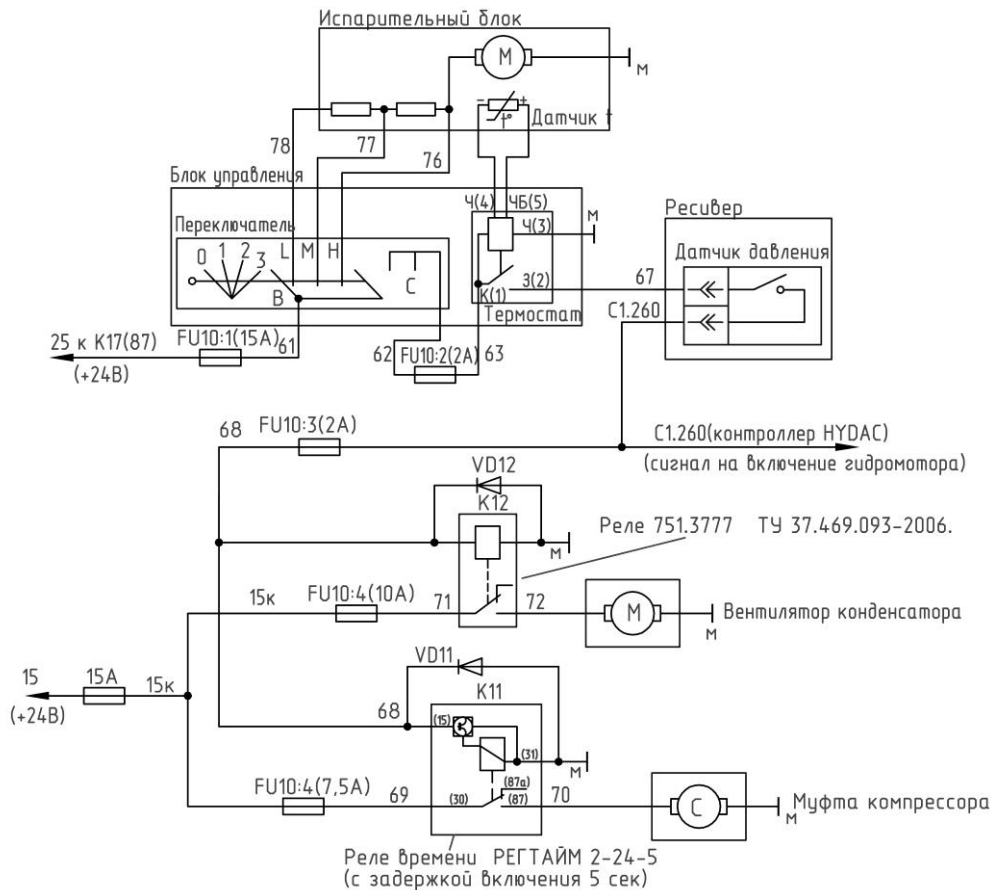 Испарительный блок
М
М
- +
t°
Датчик t
78
77
76
Блок управления
Ч(4) ЧБ(5)
Ч(3)
М
Переключатель
0 1 2 3 L М Н
В
С
К(1)
З(2)
Термостат
Ресивер
Датчик давления
67
С1.260
25 к К17(87)
(+24В)
FU10:1(15А)
61
62
FU10:2(2А)
63
68
FU10:3(2А)
С1.260(контроллер HYDAC)
(сигнал на включение гидромотора)
VD12
К12
М
Реле 751.3777 ТУ 37.469.093-2006.
15к
FU10:4(10А)
71
72
М
М
Вентилятор конденсатора
15
(+24В)
15А
15к
VD11
К11
68
(15)
(31)
М
FU10:4(7,5А)
69
(30)
(87а)
(87)
70
С
М
Муфта компрессора
Реле времени РЕГТАЙМ 2-24-5
(с задержкой включения 5 сек)